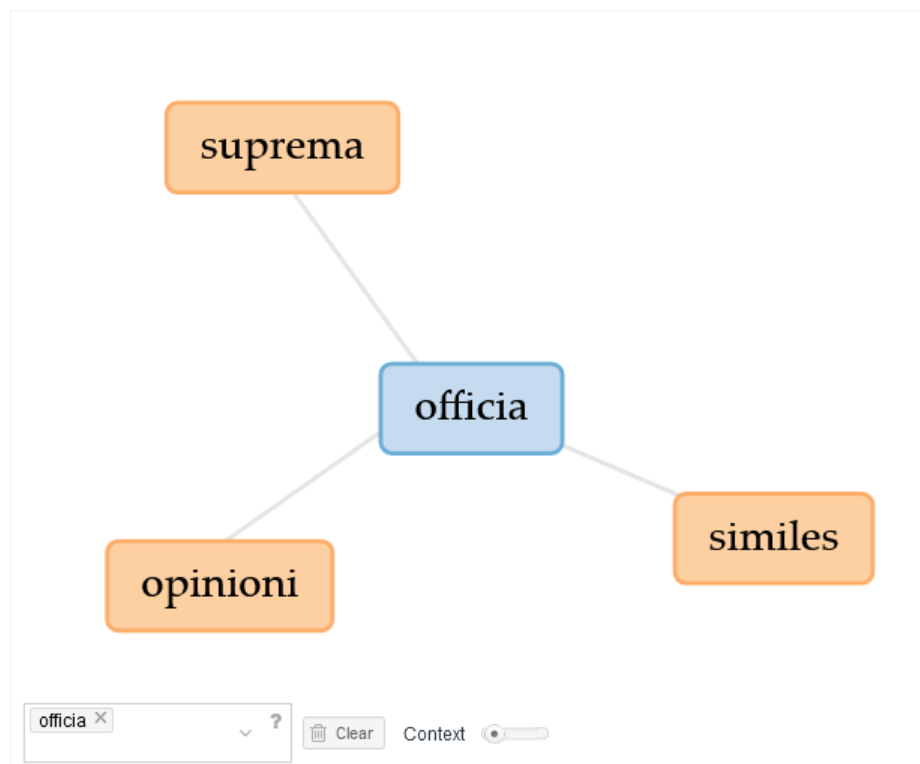 suprema
officia
similes
opinioni
officia ×
?
Clear
Context